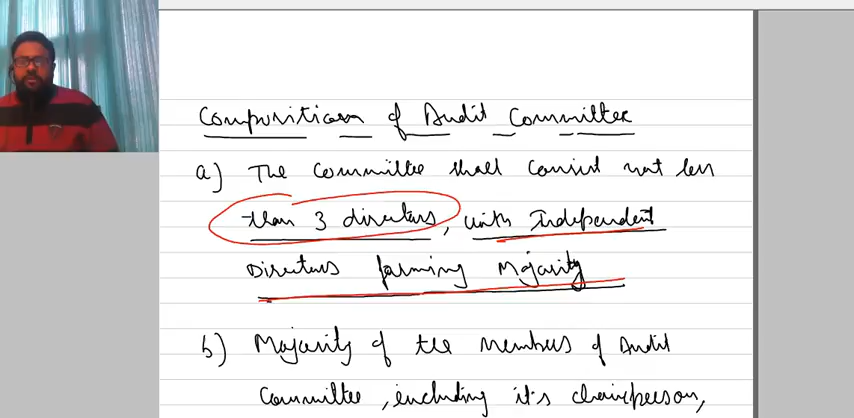 Composition of Audit Committee
a) The Committee shall Consist not less
than 3 directors, with Independent
Directors forming Majority
b) Majority of the members of Audit
Committee, including it's chairperson,